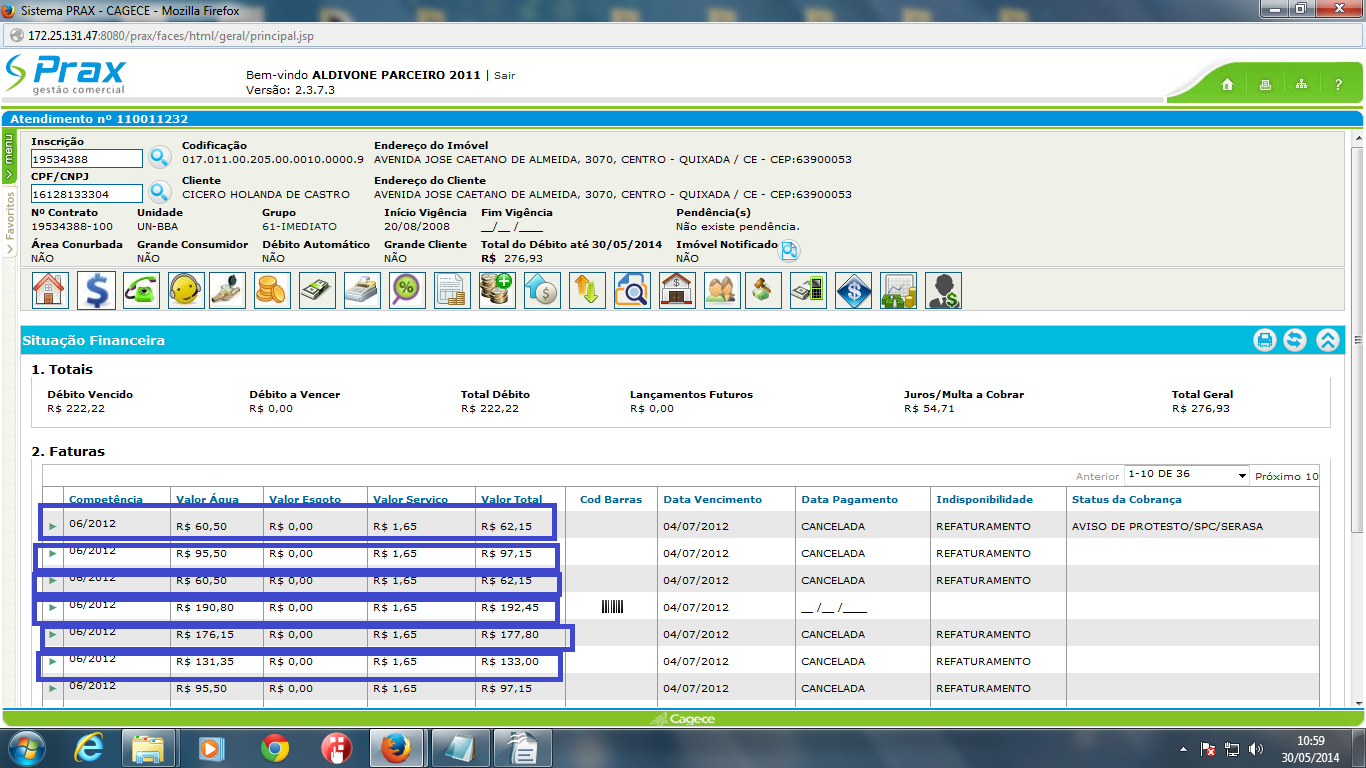 Sistema PRAX - CAGECE - Mozilla Firefox
172.25.131.47:8080/prax/faces/html/geral/principal.jsp
Prax
gestão comercial
Bem-vindo ALDIVONE PARCEIRO 2011 | Sair
Versão: 2.3.7.3
?
Atendimento nº 110011232
menu
Favoritos
Inscrição Codificação Endereço do Imóvel
19534388 017.011.00.205.00.0010.0000.9 AVENIDA JOSE CAETANO DE ALMEIDA, 3070, CENTRO - QUIXADA / CE - CEP:63900053
CPF/CNPJ Cliente Endereço do Cliente
16128133304 CICERO HOLANDA DE CASTRO AVENIDA JOSE CAETANO DE ALMEIDA, 3070, CENTRO - QUIXADA / CE - CEP:63900053
Nº Contrato Unidade Grupo Início Vigência Fim Vigência Pendência(s)
19534388-100 UN-BBA 61-IMEDIATO 20/08/2008 __/__ /____ Não existe pendência.
Área Conurbada Grande Consumidor Débito Automático Grande Cliente Total do Débito até 30/05/2014 Imóvel Notificado
NÃO NÃO NÃO NÃO R$ 276,93 NÃO
Situação Financeira
1. Totais
Débito Vencido Débito a Vencer Total Débito Lançamentos Futuros Juros/Multa a Cobrar Total Geral
R$ 222,22 R$ 0,00 R$ 222,22 R$ 0,00 R$ 54,71 R$ 276,93
2. Faturas
Anterior 1-10 DE 36 Próximo 10
Competência Valor Água Valor Esgoto Valor Serviço Valor Total Cod Barras Data Vencimento Data Pagamento Indisponibilidade Status da Cobrança
06/2012 R$ 60,50 R$ 0,00 R$ 1,65 R$ 62,15 04/07/2012 CANCELADA REFATURAMENTO AVISO DE PROTESTO/SPC/SERASA
06/2012 R$ 95,50 R$ 0,00 R$ 1,65 R$ 97,15 04/07/2012 CANCELADA REFATURAMENTO
06/2012 R$ 60,50 R$ 0,00 R$ 1,65 R$ 62,15 04/07/2012 CANCELADA REFATURAMENTO
06/2012 R$ 190,80 R$ 0,00 R$ 1,65 R$ 192,45 04/07/2012 __ /__ /____
06/2012 R$ 176,15 R$ 0,00 R$ 1,65 R$ 177,80 04/07/2012 CANCELADA REFATURAMENTO
06/2012 R$ 131,35 R$ 0,00 R$ 1,65 R$ 133,00 04/07/2012 CANCELADA REFATURAMENTO
06/2012 R$ 95,50 R$ 0,00 R$ 1,65 R$ 97,15 04/07/2012 CANCELADA REFATURAMENTO
Cagece
10:59
30/05/2014